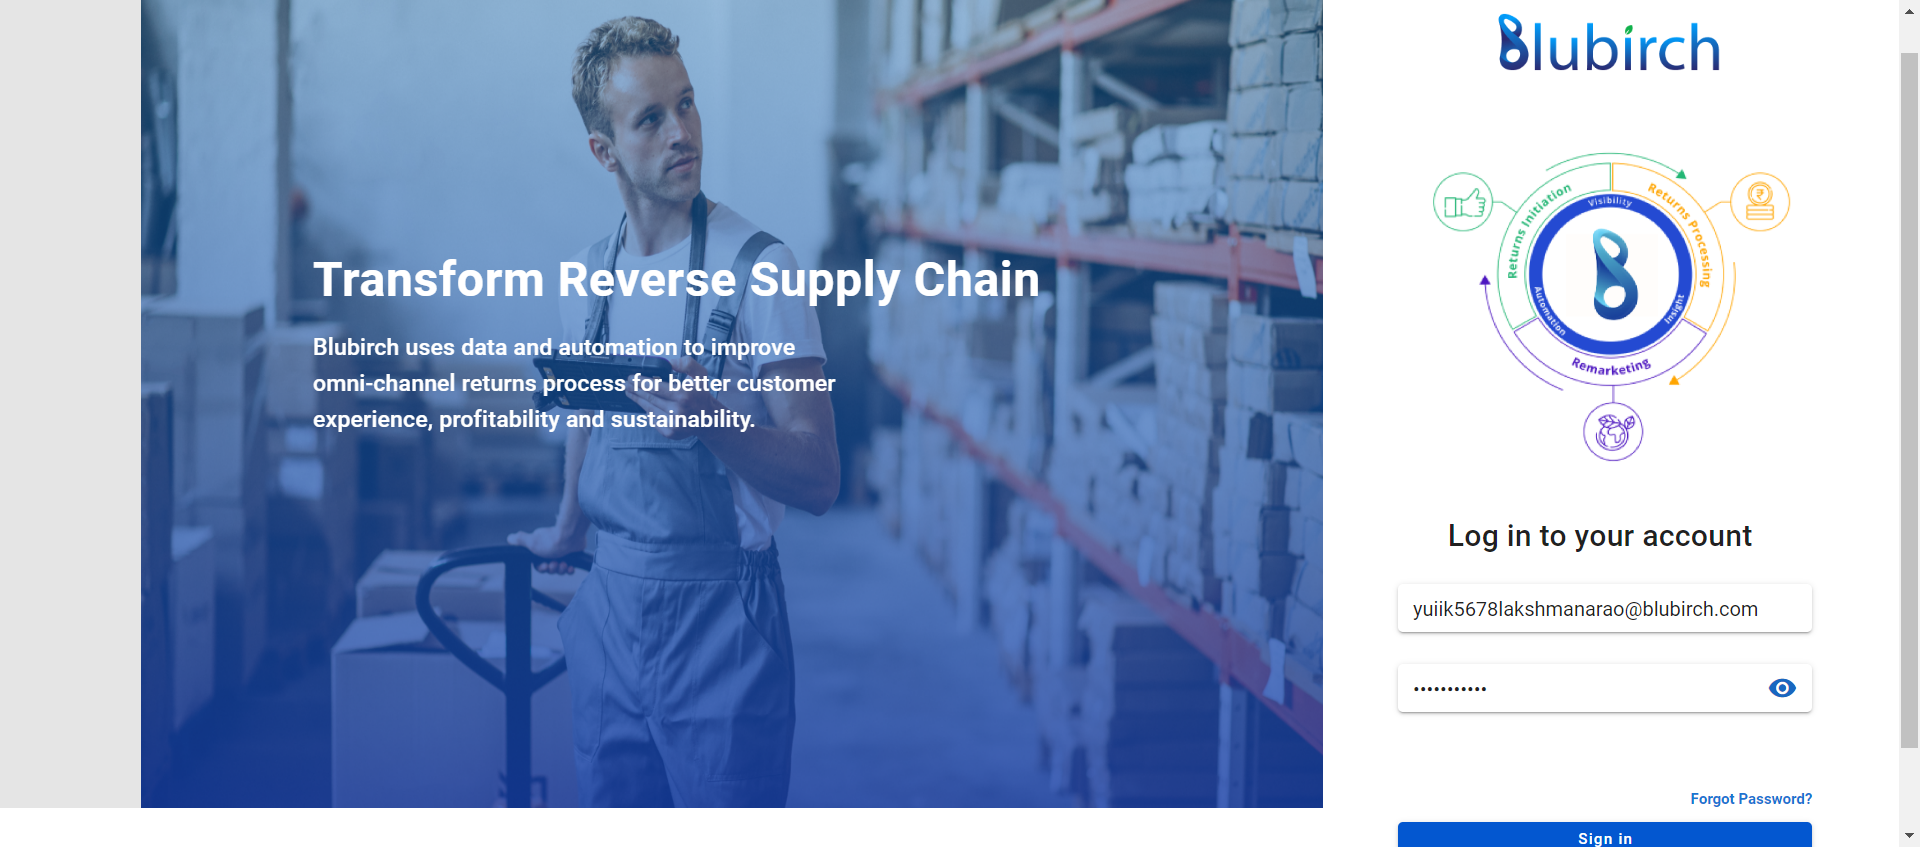 Transform Reverse Supply Chain
Blubirch uses data and automation to improve
omni-channel returns process for better customer
experience, profitability and sustainability.
Blubirch
Returns Initiation
Returns Processing
Visibility
Automation
Insight
Remarketing
Log in to your account
yuiik5678lakshmanarao@blubirch.com
•••••••••••
Forgot Password?
Sign in